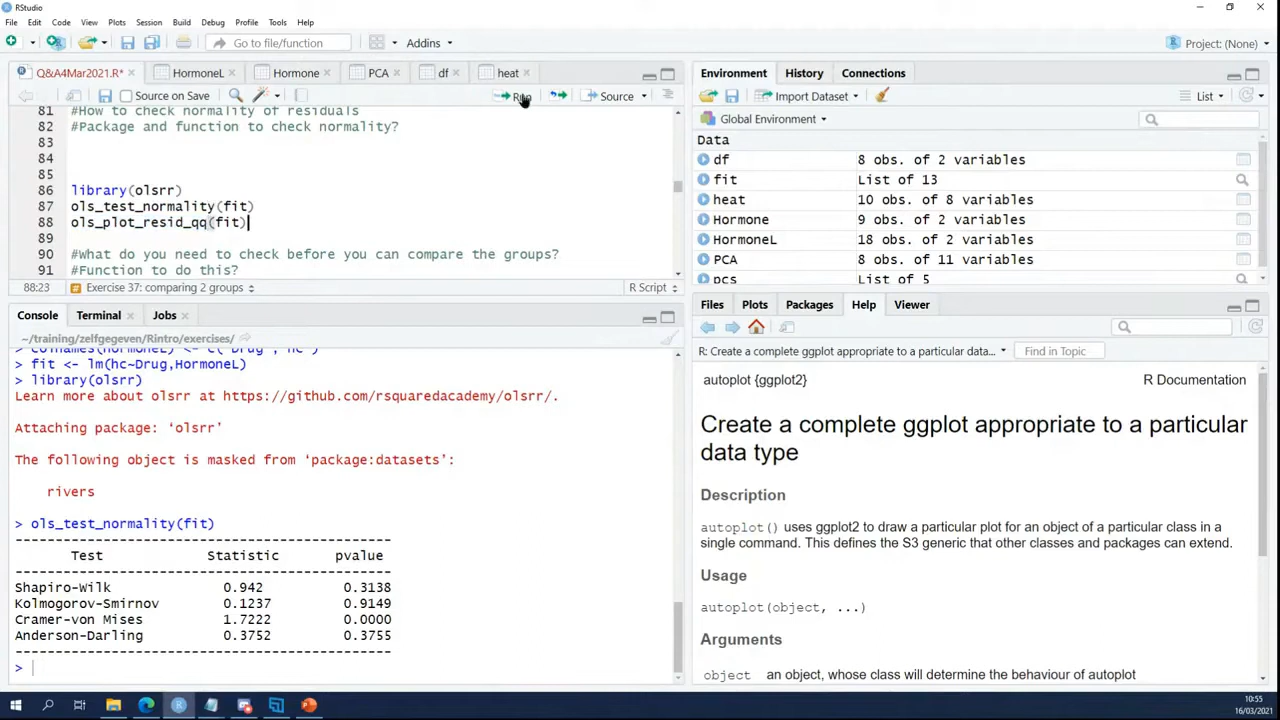 RStudio
File Edit Code View Plots Session Build Debug Profile Tools Help
Go to file/function Addins Project: (None)
Q&A4Mar2021.R* HormoneL Hormone PCA df heat
Source on Save Run Source
81 #How to check normality of residuals
82 #Package and function to check normality?
83
84
85
86 library(olsrr)
87 ols_test_normality(fit)
88 ols_plot_resid_qq(fit)
89
90 #What do you need to check before you can compare the groups?
91 #Function to do this?
88:23 Exercise 37: comparing 2 groups R Script
Console Terminal Jobs
~/training/zelfgegeven/Rintro/exercises/
> colnames(HormoneL) <- c("Drug","hc")
> fit <- lm(hc~Drug,HormoneL)
> library(olsrr)
Learn more about olsrr at https://github.com/rsquaredacademy/olsrr/.
Attaching package: ‘olsrr’
The following object is masked from ‘package:datasets’:
rivers
> ols_test_normality(fit)
-----------------------------------------------
Test Statistic pvalue
-----------------------------------------------
Shapiro-Wilk 0.942 0.3138
Kolmogorov-Smirnov 0.1237 0.9149
Cramer-von Mises 1.7222 0.0000
Anderson-Darling 0.3752 0.3755
-----------------------------------------------
>
Environment History Connections
Import Dataset List
Global Environment
Data
df 8 obs. of 2 variables
fit List of 13
heat 10 obs. of 8 variables
Hormone 9 obs. of 2 variables
HormoneL 18 obs. of 2 variables
PCA 8 obs. of 11 variables
pcs List of 5
Files Plots Packages Help Viewer
R: Create a complete ggplot appropriate to a particular data... Find in Topic
autoplot {ggplot2} R Documentation
Create a complete ggplot appropriate to a particular
data type
Description
autoplot() uses ggplot2 to draw a particular plot for an object of a particular class in a
single command. This defines the S3 generic that other classes and packages can extend.
Usage
autoplot(object, ...)
Arguments
object an object, whose class will determine the behaviour of autoplot
10:55
16/03/2021